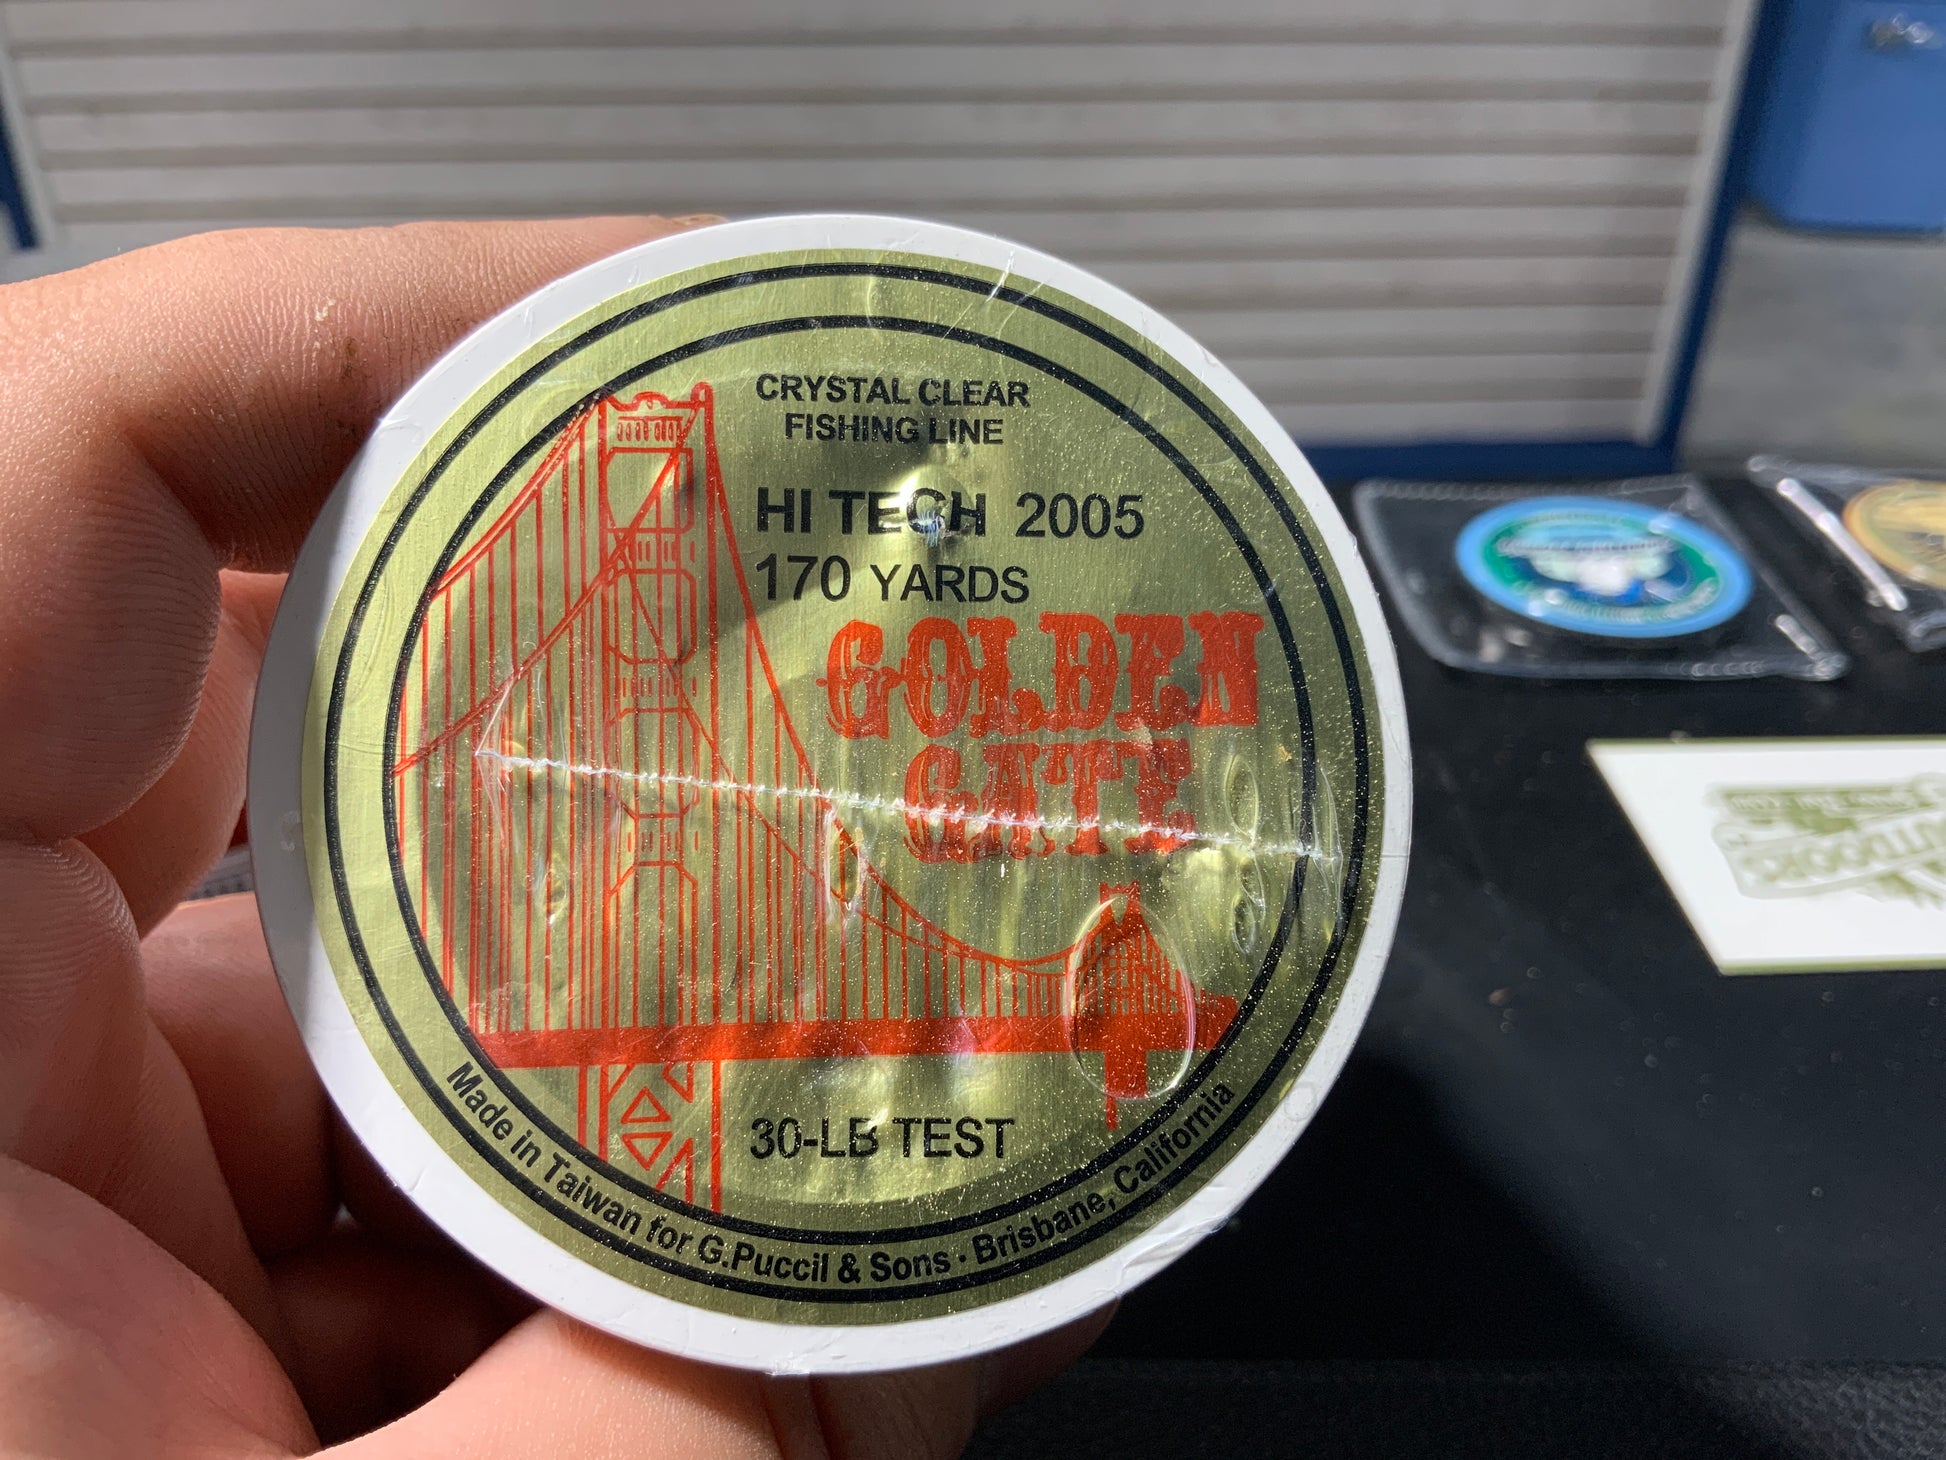 CRYSTAL CLEAR
FISHING LINE
HI TECH 2005
170 YARDS
GOLDEN
GATE
30-LB TEST
Made in Taiwan for G.Puccil & Sons · Brisbane, California
OUTDOORS